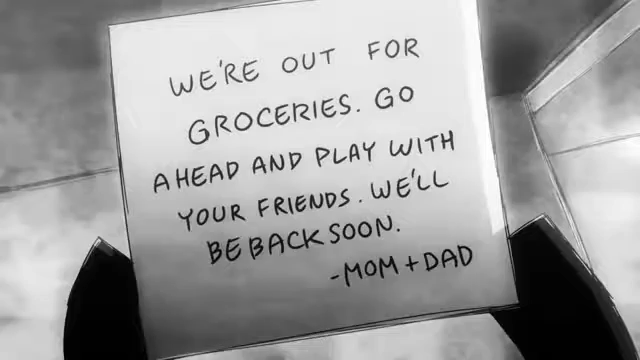 WE'RE OUT FOR
GROCERIES. GO
AHEAD AND PLAY WITH
YOUR FRIENDS. WE'LL
BE BACK SOON.
-MOM + DAD